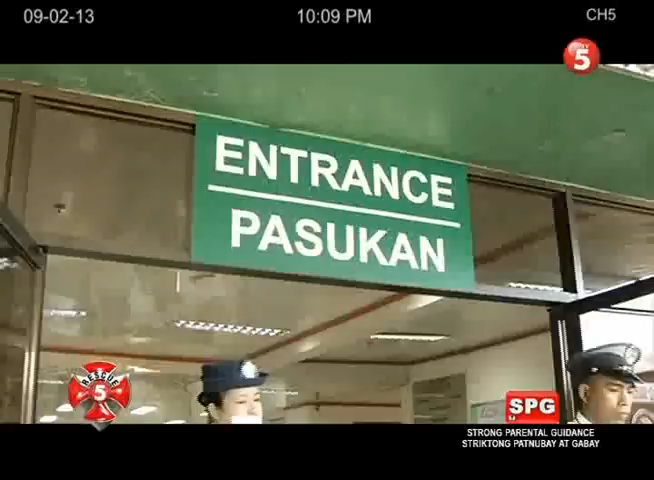 09-02-13 10:09 PM CH5
5
ENTRANCE
PASUKAN
RESCUE
5
SPG
STRONG PARENTAL GUIDANCE
STRIKTONG PATNUBAY AT GABAY